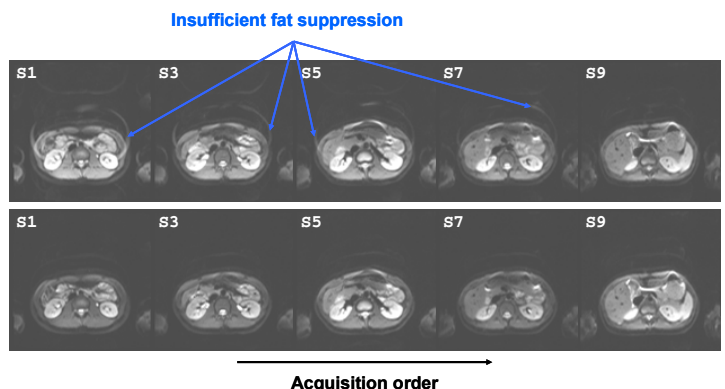 Insufficient fat suppression
S1 S3 S5 S7 S9
S1 S3 S5 S7 S9
Acquisition order